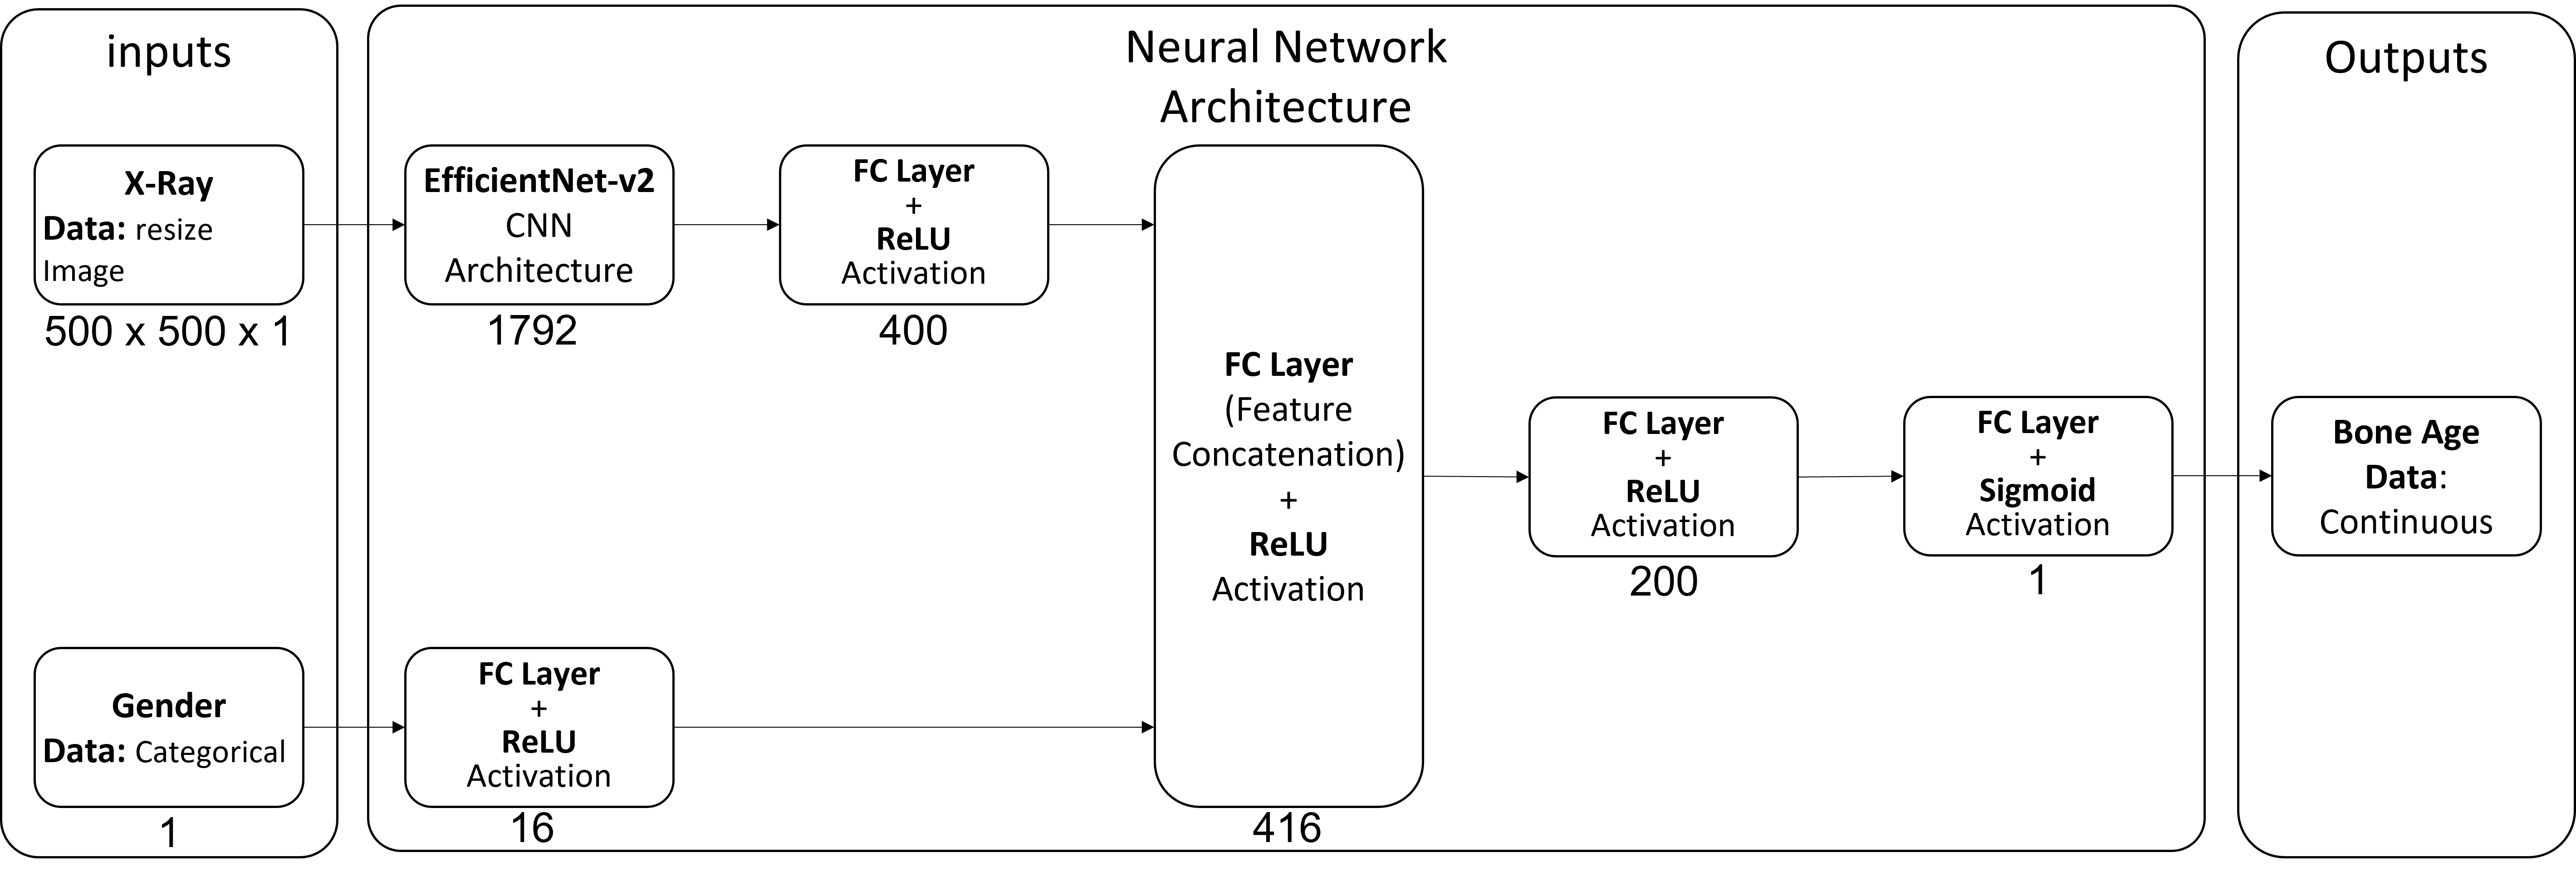 inputs
X-Ray
Data: resize
Image
500 x 500 x 1
Gender
Data: Categorical
1
Neural Network
Architecture
EfficientNet-v2
CNN
Architecture
1792
FC Layer
+
ReLU
Activation
400
FC Layer
+
ReLU
Activation
16
FC Layer
(Feature
Concatenation)
+
ReLU
Activation
416
FC Layer
+
ReLU
Activation
200
FC Layer
+
Sigmoid
Activation
1
Outputs
Bone Age
Data:
Continuous